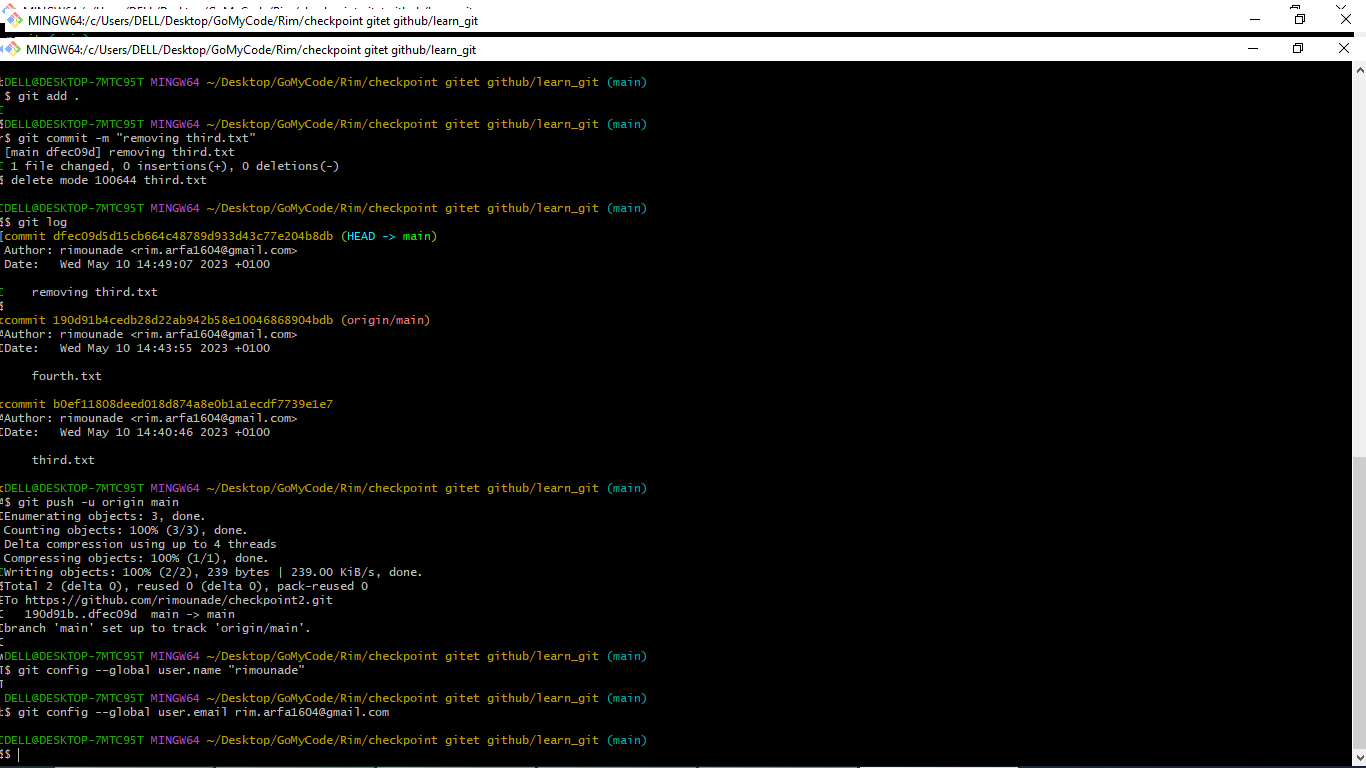 MINGW64:/c/Users/DELL/Desktop/GoMyCode/Rim/checkpoint gitet github/learn_git
MINGW64:/c/Users/DELL/Desktop/GoMyCode/Rim/checkpoint gitet github/learn_git
DELL@DESKTOP-7MTC95T MINGW64 ~/Desktop/GoMyCode/Rim/checkpoint gitet github/learn_git (main)
$ git add .
DELL@DESKTOP-7MTC95T MINGW64 ~/Desktop/GoMyCode/Rim/checkpoint gitet github/learn_git (main)
$ git commit -m "removing third.txt"
[main dfec09d] removing third.txt
1 file changed, 0 insertions(+), 0 deletions(-)
delete mode 100644 third.txt
DELL@DESKTOP-7MTC95T MINGW64 ~/Desktop/GoMyCode/Rim/checkpoint gitet github/learn_git (main)
$ git log
commit dfec09d5d15cb664c48789d933d43c77e204b8db (HEAD -> main)
Author: rimounade <rim.arfa1604@gmail.com>
Date:   Wed May 10 14:49:07 2023 +0100
removing third.txt
commit 190d91b4cedb28d22ab942b58e10046868904bdb (origin/main)
Author: rimounade <rim.arfa1604@gmail.com>
Date:   Wed May 10 14:43:55 2023 +0100
fourth.txt
commit b0ef11808deed018d874a8e0b1a1ecdf7739e1e7
Author: rimounade <rim.arfa1604@gmail.com>
Date:   Wed May 10 14:40:46 2023 +0100
third.txt
DELL@DESKTOP-7MTC95T MINGW64 ~/Desktop/GoMyCode/Rim/checkpoint gitet github/learn_git (main)
$ git push -u origin main
Enumerating objects: 3, done.
Counting objects: 100% (3/3), done.
Delta compression using up to 4 threads
Compressing objects: 100% (1/1), done.
Writing objects: 100% (2/2), 239 bytes | 239.00 KiB/s, done.
Total 2 (delta 0), reused 0 (delta 0), pack-reused 0
To https://github.com/rimounade/checkpoint2.git
190d91b..dfec09d  main -> main
branch 'main' set up to track 'origin/main'.
DELL@DESKTOP-7MTC95T MINGW64 ~/Desktop/GoMyCode/Rim/checkpoint gitet github/learn_git (main)
$ git config --global user.name "rimounade"
DELL@DESKTOP-7MTC95T MINGW64 ~/Desktop/GoMyCode/Rim/checkpoint gitet github/learn_git (main)
$ git config --global user.email rim.arfa1604@gmail.com
DELL@DESKTOP-7MTC95T MINGW64 ~/Desktop/GoMyCode/Rim/checkpoint gitet github/learn_git (main)
$